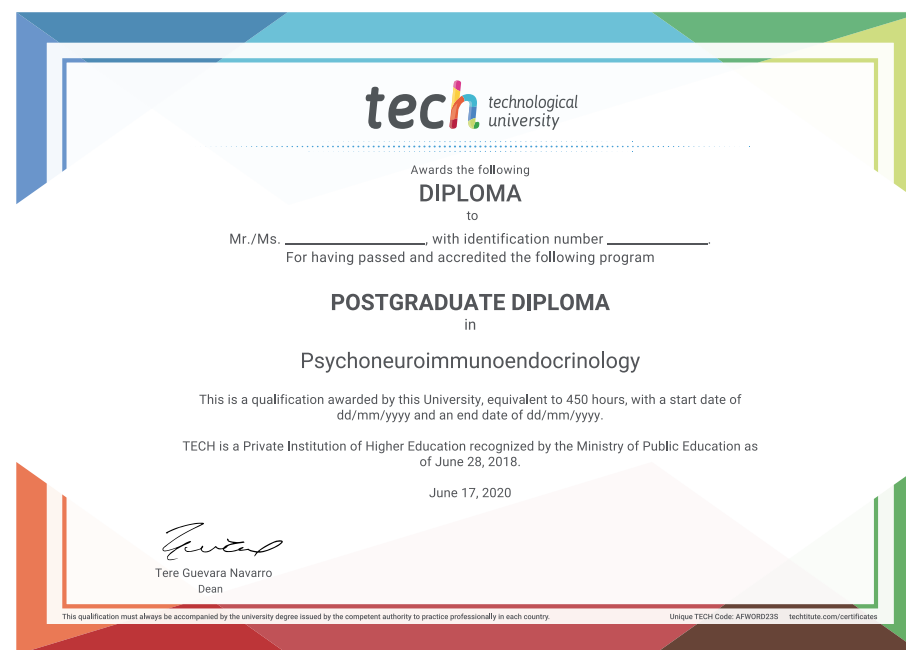 tech technological
university
Awards the following
DIPLOMA
to
Mr./Ms. ____________________, with identification number ______________.
For having passed and accredited the following program
POSTGRADUATE DIPLOMA
in
Psychoneuroimmunoendocrinology
This is a qualification awarded by this University, equivalent to 450 hours, with a start date of
dd/mm/yyyy and an end date of dd/mm/yyyy.
TECH is a Private Institution of Higher Education recognized by the Ministry of Public Education as
of June 28, 2018.
June 17, 2020
Tere Guevara Navarro
Dean
This qualification must always be accompanied by the university degree issued by the competent authority to practice professionally in each country. Unique TECH Code: AFWORD23S techtitute.com/certificates